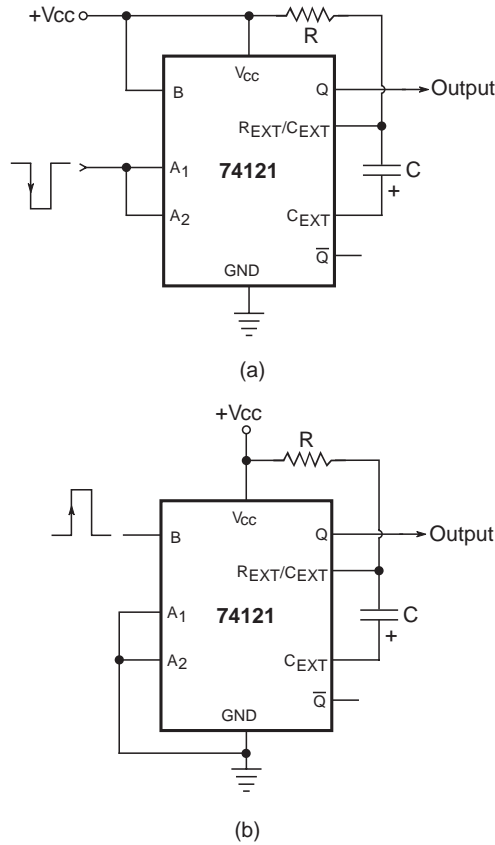 +Vcc
R
Vcc
B
Q
Output
REXT/CEXT
A1
74121
C
+
A2
CEXT
Q̅
GND
(a)
+Vcc
R
Vcc
B
Q
Output
REXT/CEXT
A1
74121
C
+
A2
CEXT
Q̅
GND
(b)